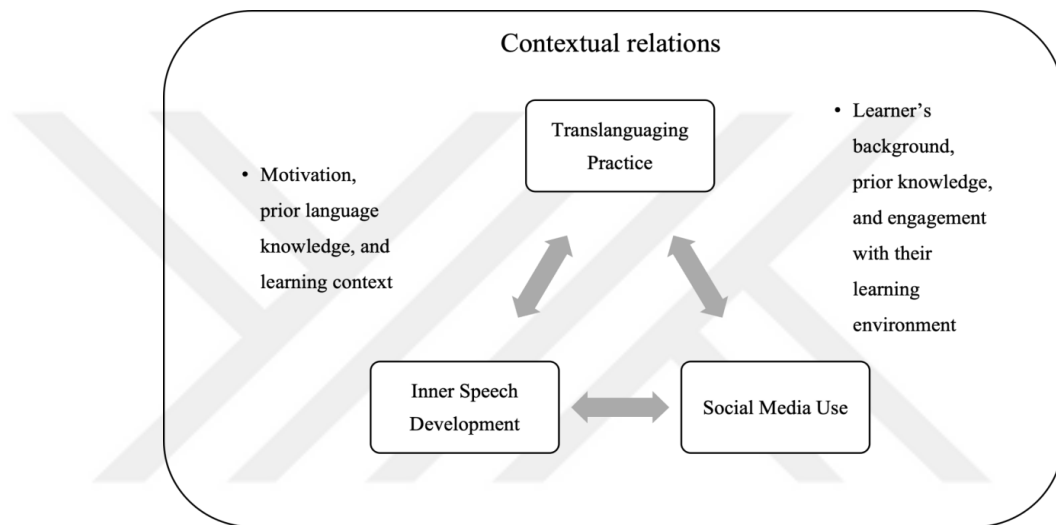 Contextual relations
Translanguaging
Practice
• Motivation,
prior language
knowledge, and
learning context
• Learner’s
background,
prior knowledge,
and engagement
with their
learning
environment
Inner Speech
Development
Social Media Use